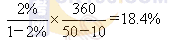 2%/(1-2%) × 360/(50-10) =18.4%